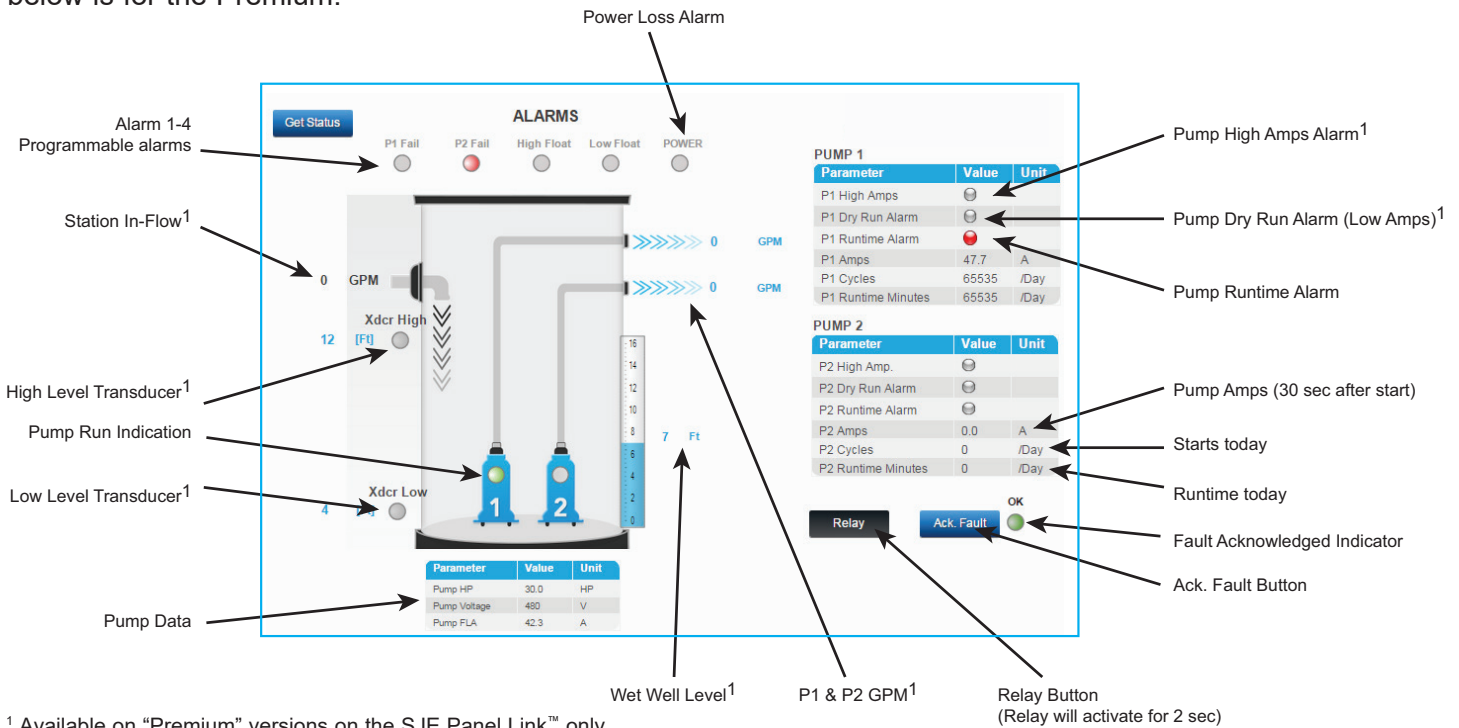 below is for the Premium.
Power Loss Alarm
Get Status
ALARMS
P1 Fail P2 Fail High Float Low Float POWER
Alarm 1-4
Programmable alarms
Station In-Flow1
0 GPM
Xdcr High
12 [Ft]
High Level Transducer1
Pump Run Indication
Low Level Transducer1
Xdcr Low
4
0 GPM
0 GPM
16
14
12
10
8
6
4
2
0
7 Ft
1 2
Parameter Value Unit
Pump HP 30.0 HP
Pump Voltage 480 V
Pump FLA 42.3 A
Pump Data
PUMP 1
Parameter Value Unit
P1 High Amps
P1 Dry Run Alarm
P1 Runtime Alarm
P1 Amps 47.7 A
P1 Cycles 65535 /Day
P1 Runtime Minutes 65535 /Day
PUMP 2
Parameter Value Unit
P2 High Amp.
P2 Dry Run Alarm
P2 Runtime Alarm
P2 Amps 0.0 A
P2 Cycles 0 /Day
P2 Runtime Minutes 0 /Day
Relay
Ack. Fault
OK
Pump High Amps Alarm1
Pump Dry Run Alarm (Low Amps)1
Pump Runtime Alarm
Pump Amps (30 sec after start)
Starts today
Runtime today
Fault Acknowledged Indicator
Ack. Fault Button
Wet Well Level1
P1 & P2 GPM1
Relay Button
(Relay will activate for 2 sec)
1 Available on “Premium” versions on the SJE Panel Link™ only